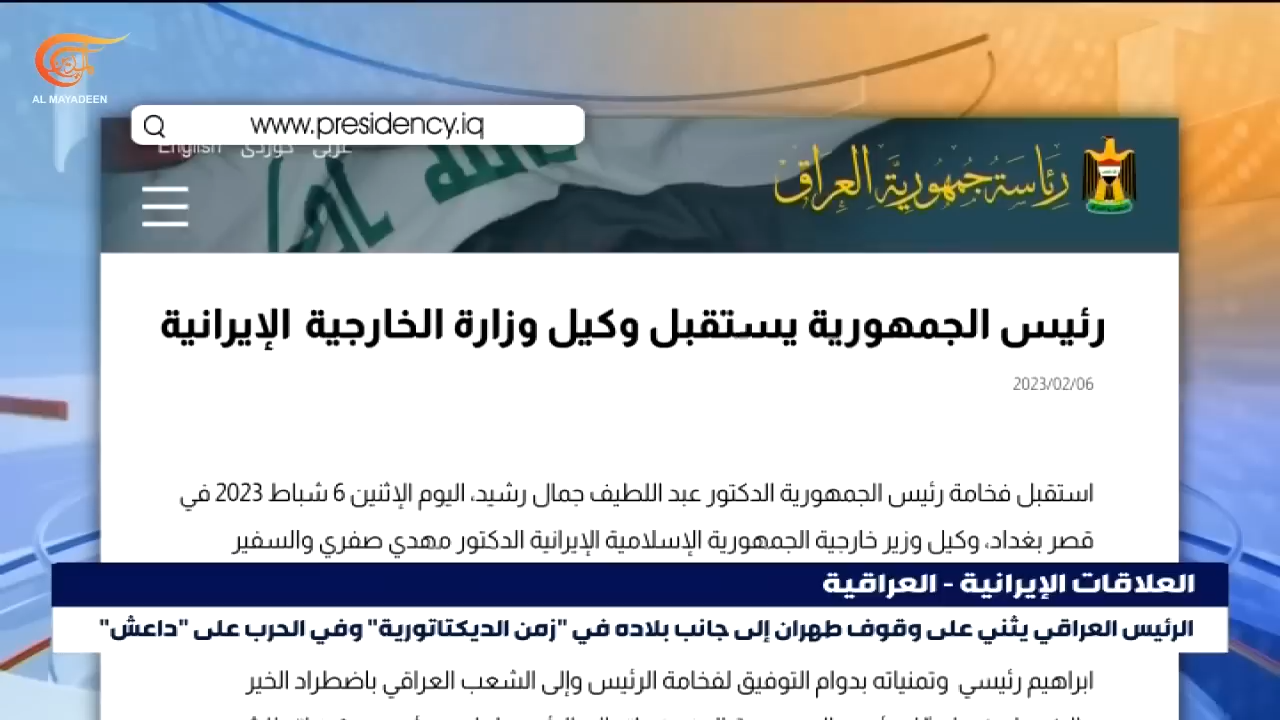 AL MAYADEEN
www.presidency.iq
English كوردى عربى
رئاسة جمهورية العراق
رئيس الجمهورية يستقبل وكيل وزارة الخارجية الإيرانية
2023/02/06
استقبل فخامة رئيس الجمهورية الدكتور عبد اللطيف جمال رشيد، اليوم الإثنين 6 شباط 2023 في
قصر بغداد، وكيل وزير خارجية الجمهورية الإسلامية الإيرانية الدكتور مهدي صفري والسفير
العلاقات الإيرانية - العراقية
الرئيس العراقي يثني على وقوف طهران إلى جانب بلاده في "زمن الديكتاتورية" وفي الحرب على "داعش"
ابراهيم رئيسي وتمنياته بدوام التوفيق لفخامة الرئيس وإلى الشعب العراقي باضطراد الخير